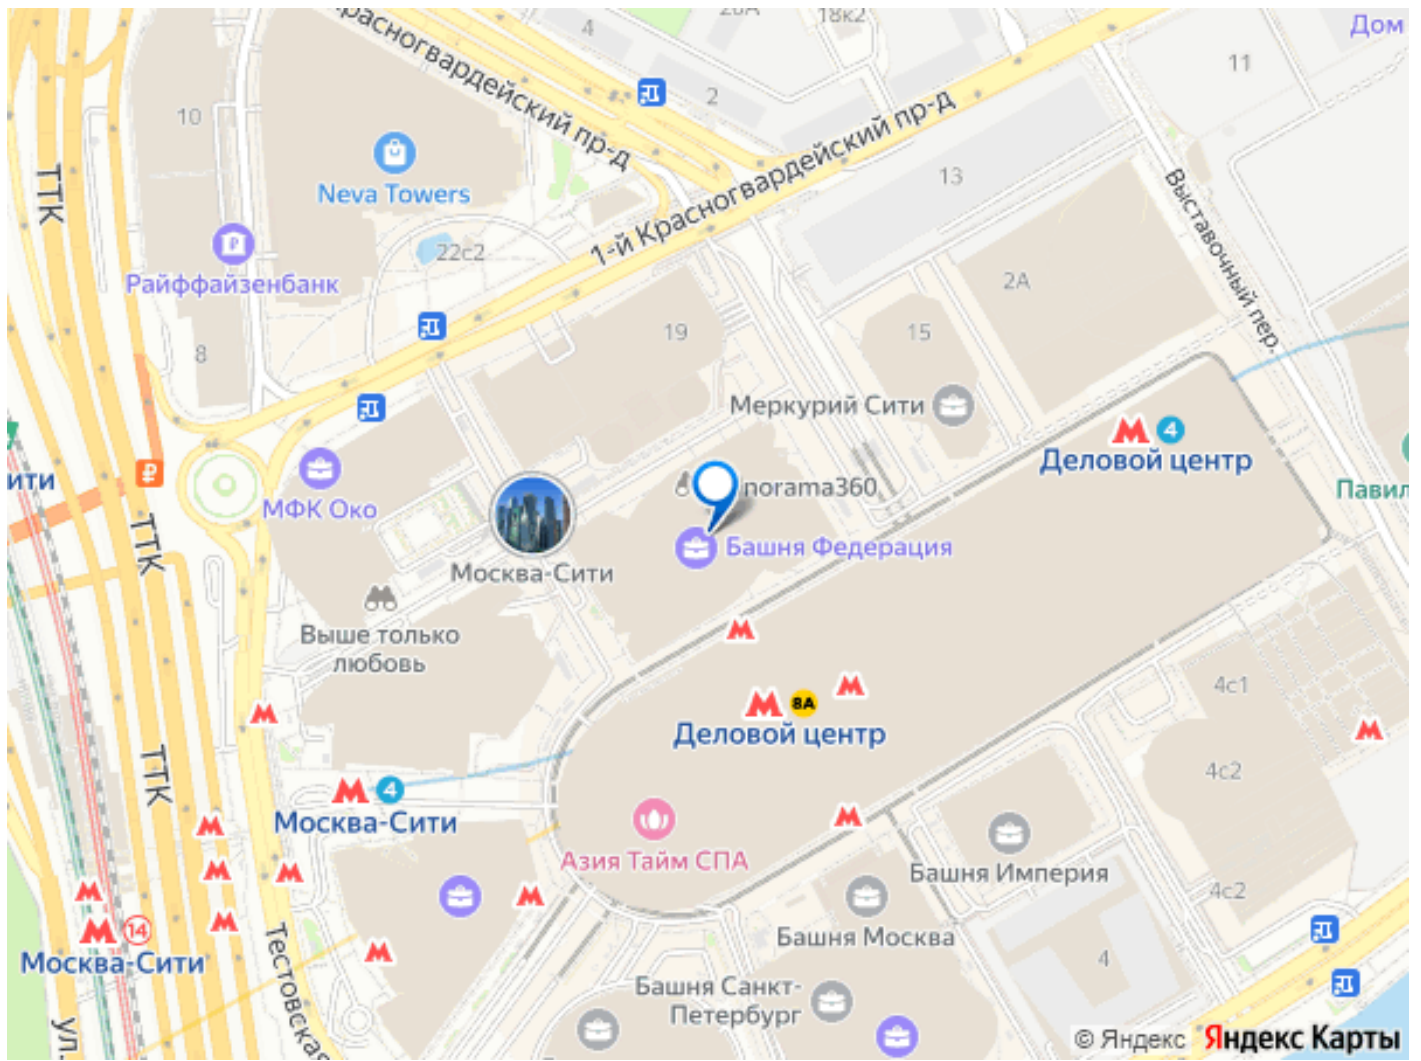 28А
18к2
Дом
4
Красногвардейский пр-д
11
2
10
1-й Красногвардейский пр-д
13
Выставочный пер.
ТТК
Neva Towers
22с2
Райффайзенбанк
2А
19
15
8
Меркурий Сити
4
Деловой центр
ити
₽
norama360
Павил
МФК Око
Башня Федерация
ТТК
Москва-Сити
Выше только
любовь
4с1
8А
Деловой центр
4с2
ТТК
4
Москва-Сити
Азия Тайм СПА
Башня Империя
4с2
14
Москва-Сити
Башня Москва
Тестовская
4
Башня Санкт-
Петербург
ул.
© Яндекс Яндекс Карты